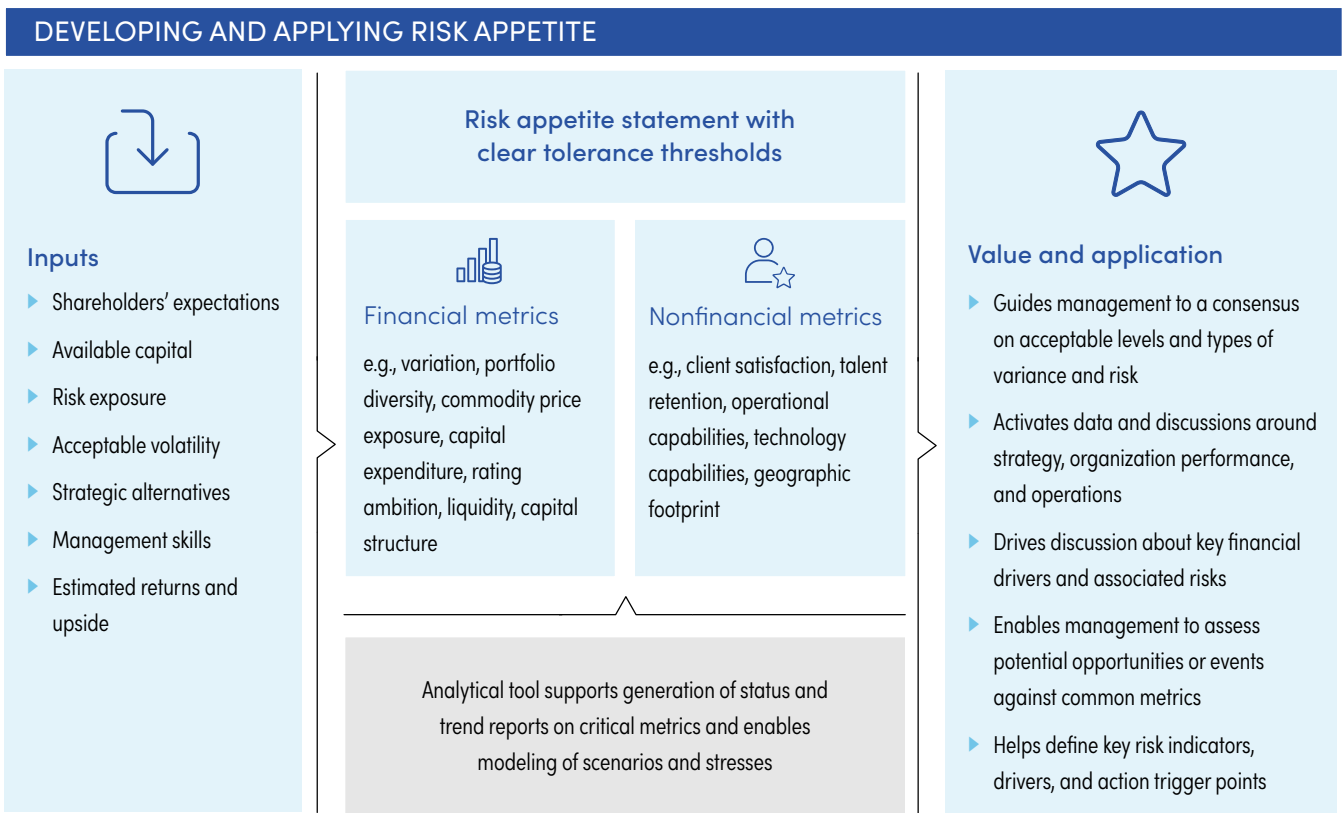 DEVELOPING AND APPLYING RISK APPETITE
Inputs
Shareholders’ expectations
Available capital
Risk exposure
Acceptable volatility
Strategic alternatives
Management skills
Estimated returns and
upside
Risk appetite statement with
clear tolerance thresholds
Financial metrics
e.g., variation, portfolio
diversity, commodity price
exposure, capital
expenditure, rating
ambition, liquidity, capital
structure
Nonfinancial metrics
e.g., client satisfaction, talent
retention, operational
capabilities, technology
capabilities, geographic
footprint
Analytical tool supports generation of status and
trend reports on critical metrics and enables
modeling of scenarios and stresses
Value and application
Guides management to a consensus
on acceptable levels and types of
variance and risk
Activates data and discussions around
strategy, organization performance,
and operations
Drives discussion about key financial
drivers and associated risks
Enables management to assess
potential opportunities or events
against common metrics
Helps define key risk indicators,
drivers, and action trigger points